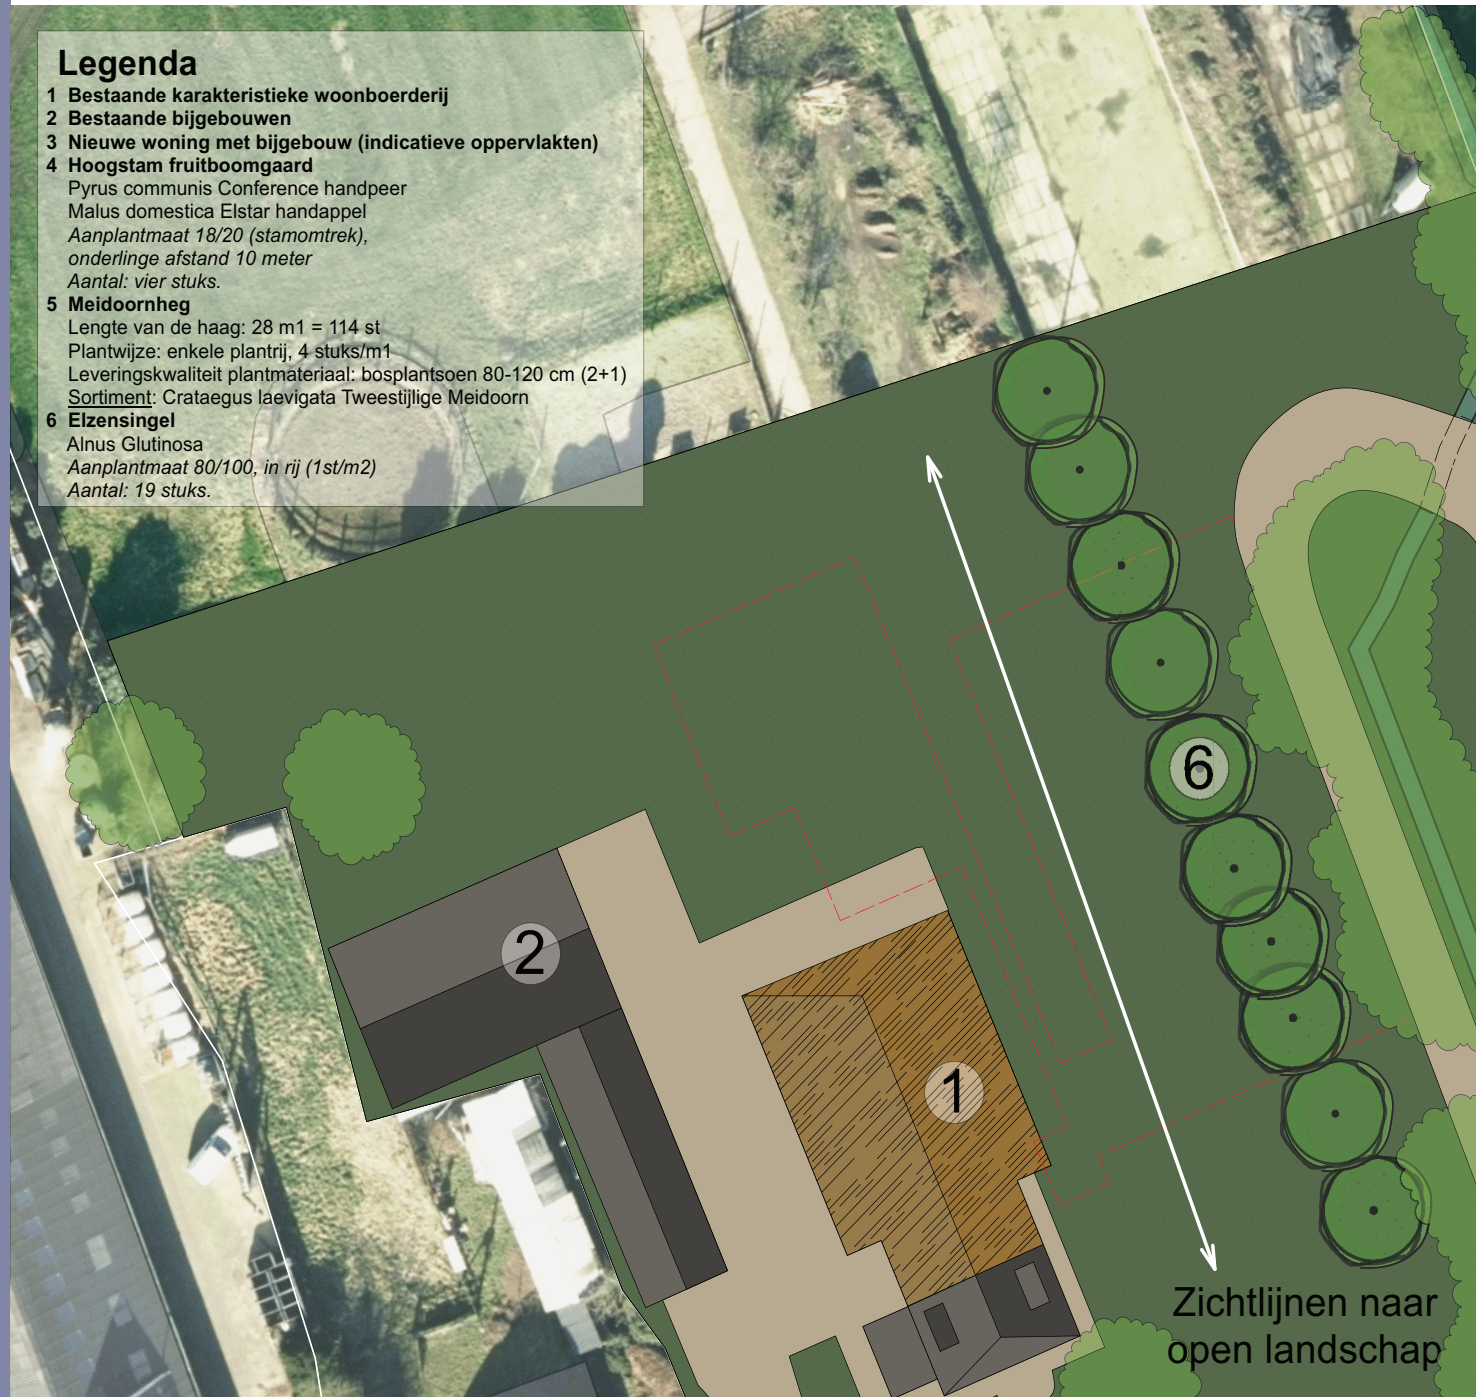 Legenda
1 Bestaande karakteristieke woonboerderij
2 Bestaande bijgebouwen
3 Nieuwe woning met bijgebouw (indicatieve oppervlakten)
4 Hoogstam fruitboomgaard
Pyrus communis Conference handpeer
Malus domestica Elstar handappel
Aanplantmaat 18/20 (stamomtrek),
onderlinge afstand 10 meter
Aantal: vier stuks.
5 Meidoornheg
Lengte van de haag: 28 m1 = 114 st
Plantwijze: enkele plantrij, 4 stuks/m1
Leveringskwaliteit plantmateriaal: bosplantsoen 80-120 cm (2+1)
Sortiment: Crataegus laevigata Tweestijlige Meidoorn
6 Elzensingel
Alnus Glutinosa
Aanplantmaat 80/100, in rij (1st/m2)
Aantal: 19 stuks.
6
2
1
Zichtlijnen naar
open landschap